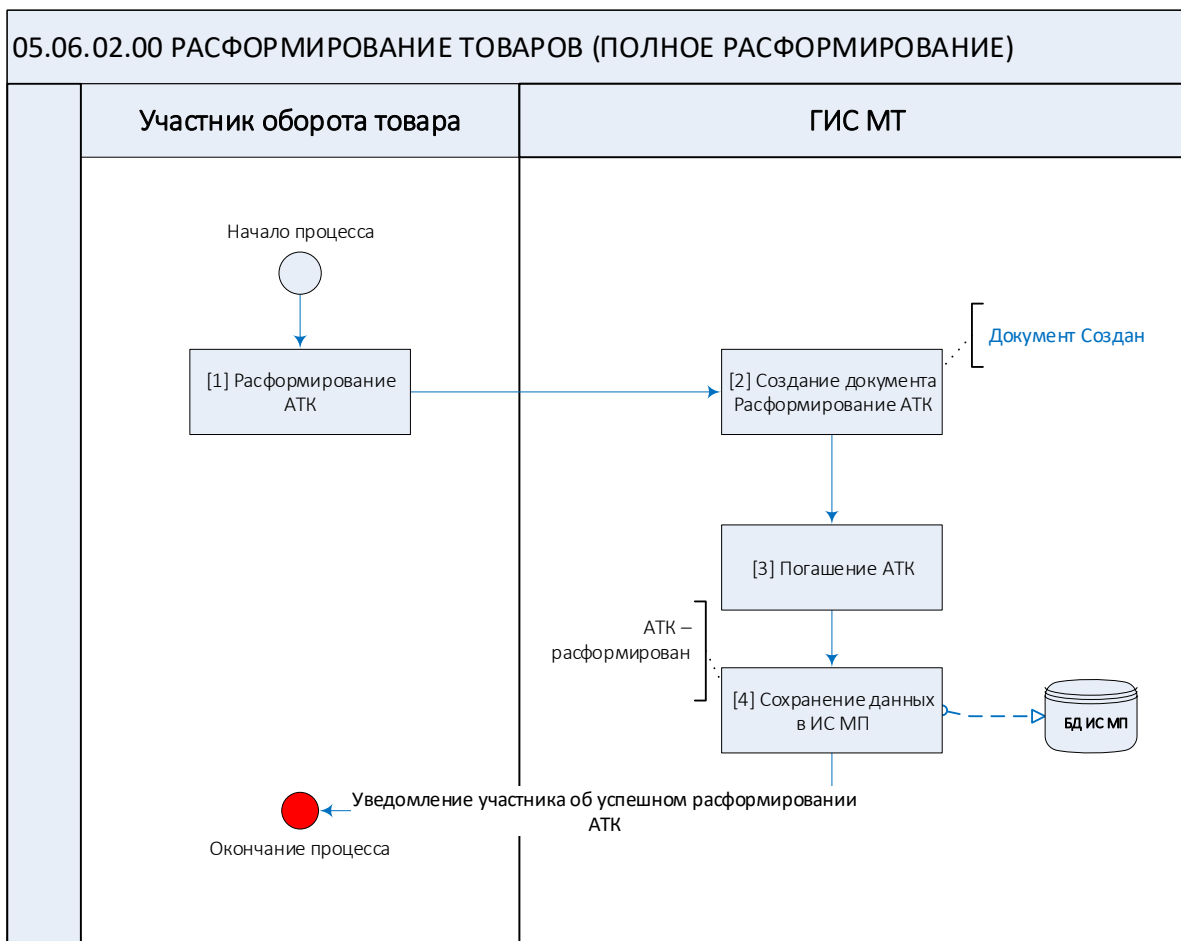 05.06.02.00 РАСФОРМИРОВАНИЕ ТОВАРОВ (ПОЛНОЕ РАСФОРМИРОВАНИЕ)
Участник оборота товара
ГИС МТ
Начало процесса
Документ Создан
[1] Расформирование
АТК
[2] Создание документа
Расформирование АТК
[3] Погашение АТК
АТК –
расформирован
[4] Сохранение данных
в ИС МП
БД ИС МП
Уведомление участника об успешном расформировании
АТК
Окончание процесса